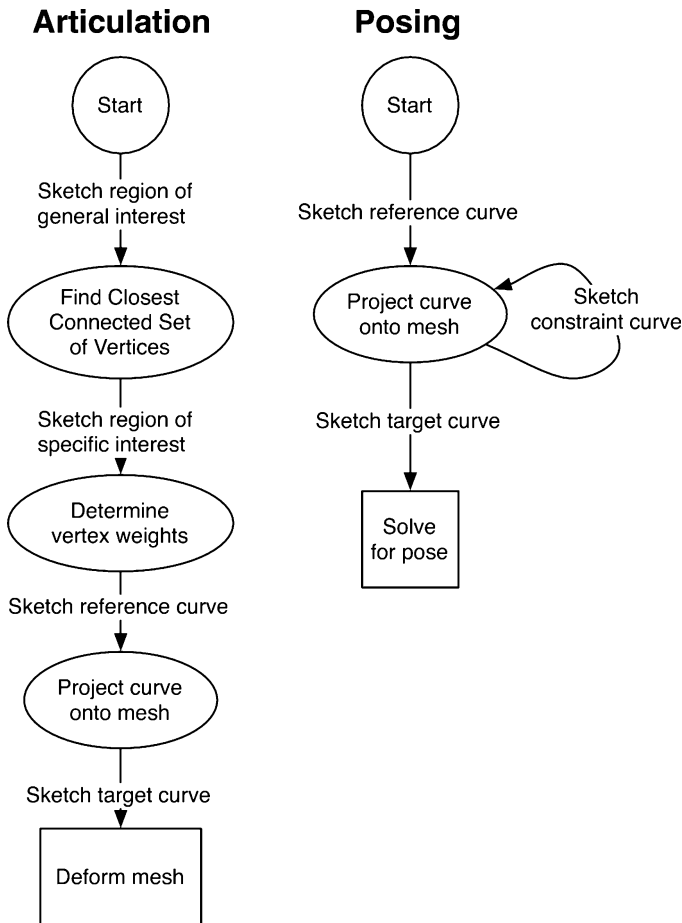 Articulation
Start
Sketch region of
general interest
Find Closest
Connected Set
of Vertices
Sketch region of
specific interest
Determine
vertex weights
Sketch reference curve
Project curve
onto mesh
Sketch target curve
Deform mesh
Posing
Start
Sketch reference curve
Project curve
onto mesh
Sketch
constraint curve
Sketch target curve
Solve
for pose